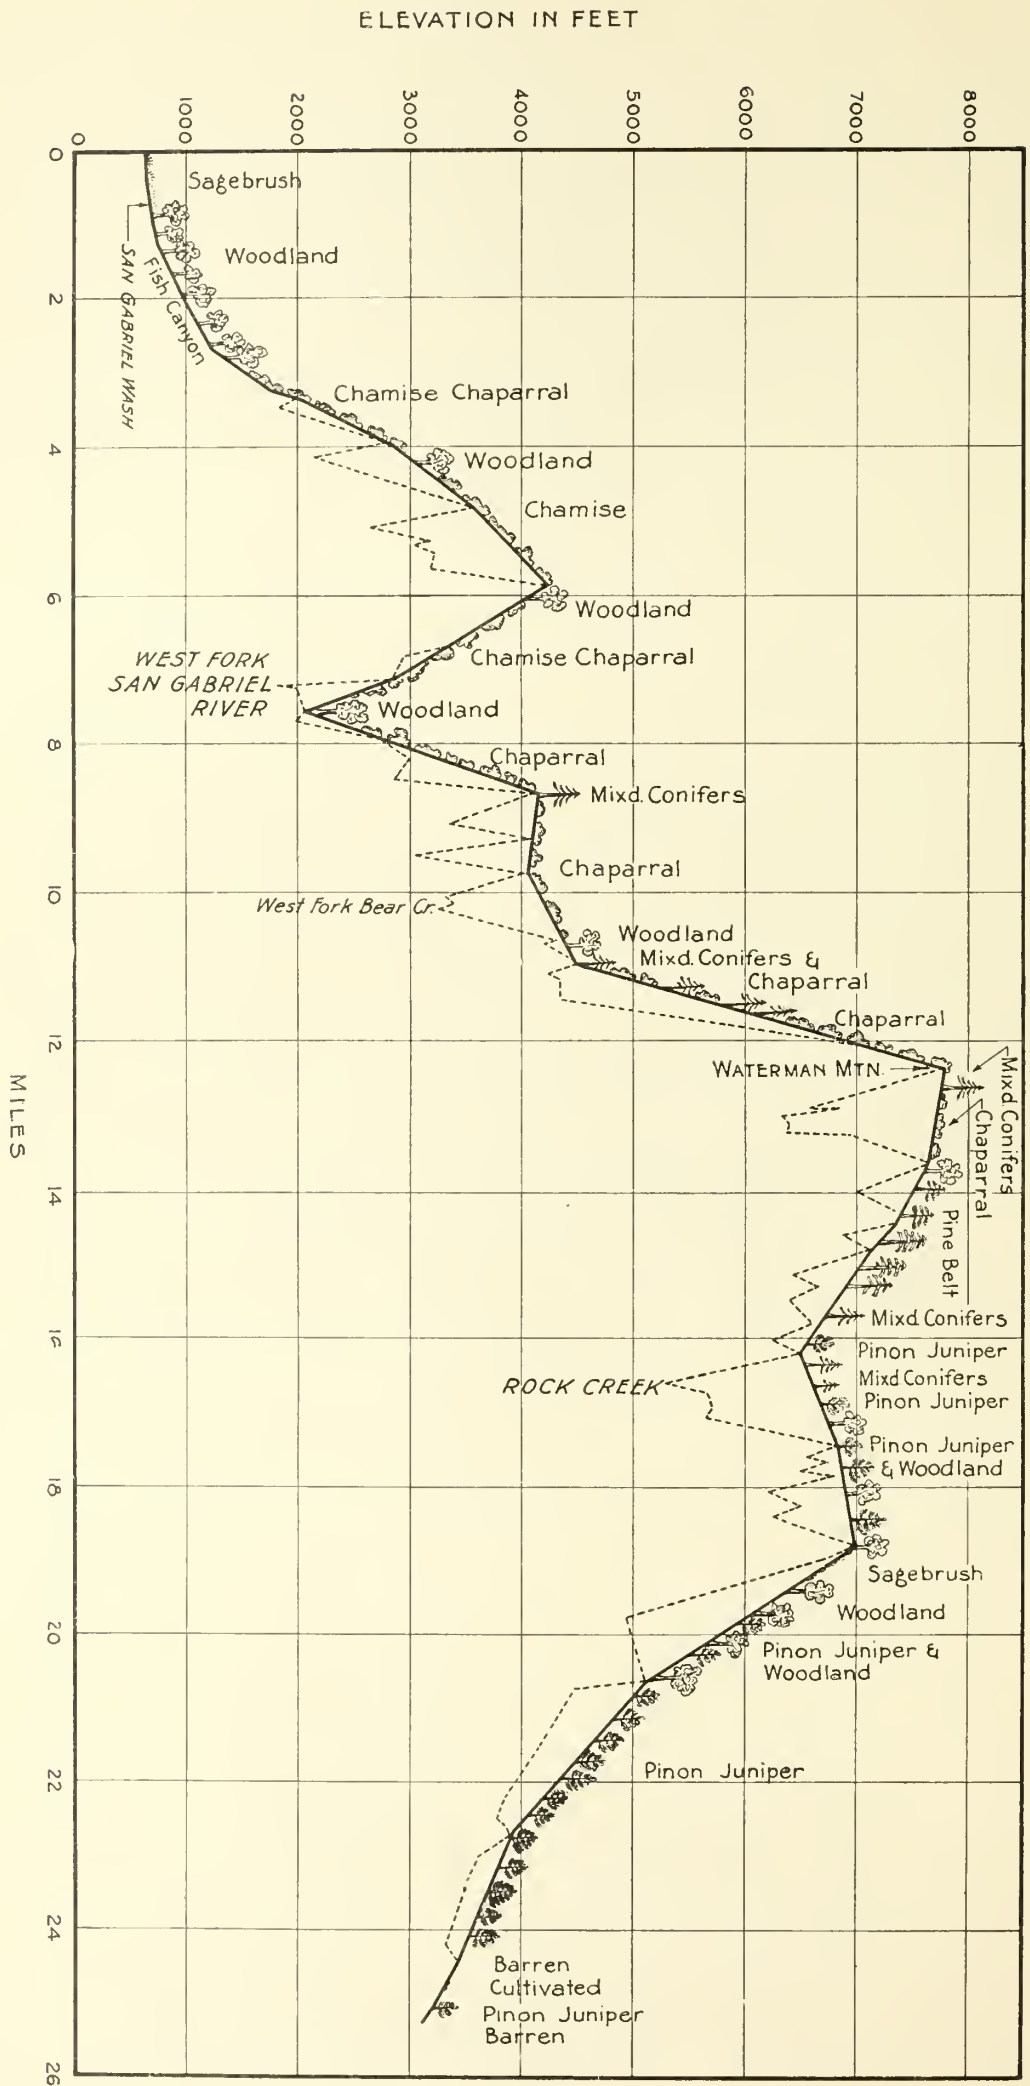 ELEVATION IN FEET
0
1000
2000
3000
4000
5000
6000
7000
8000
0
2
4
6
8
10
12
14
16
18
20
22
24
26
MILES
Sagebrush
SAN GABRIEL WASH
Fish Canyon
Woodland
Chamise Chaparral
Woodland
Chamise
Woodland
Chamise Chaparral
WEST FORK
SAN GABRIEL
RIVER
Woodland
Chaparral
Mixd. Conifers
Chaparral
West Fork Bear Cr.
Woodland
Mixd. Conifers &
Chaparral
Chaparral
WATERMAN MTN.
Mixd. Conifers
Chaparral
Pine Belt
Mixd. Conifers
Pinon Juniper
ROCK CREEK
Mixd Conifers
Pinon Juniper
Pinon Juniper
& Woodland
Sagebrush
Woodland
Pinon Juniper &
Woodland
Pinon Juniper
Barren
Cultivated
Pinon Juniper
Barren